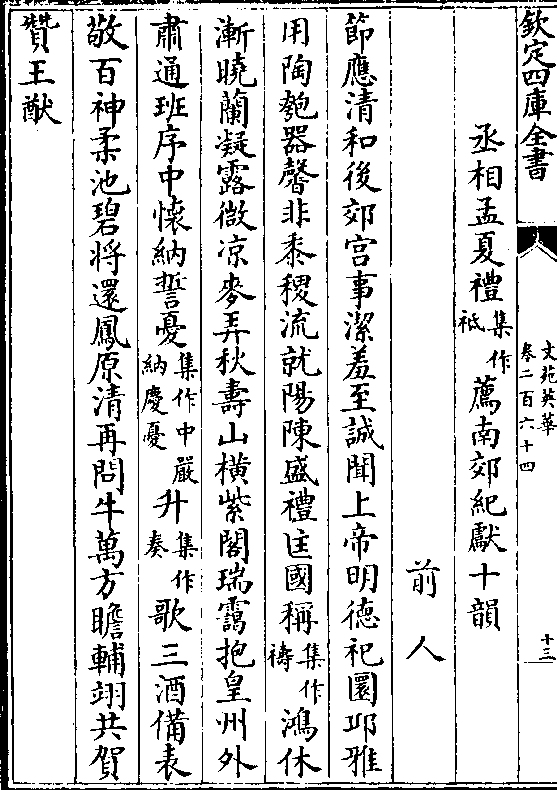 欽定四庫全書
文苑英華
卷二百六十四
十三
丞相孟夏禮集作祗薦南郊紀獻十韻
前人
節應清和後郊宫事潔羞至誠聞上帝明德祀圜邱雅
用陶匏器馨非黍稷流就陽陳盛禮匡國稱集作禱鴻休
漸曉蘭凝露微凉麥弄秋壽山横紫閣瑞靄抱皇州外
肅通班序中懷納誓憂集作中嚴納慶憂升集作奏歌三酒備表
敬百神柔池碧將還鳳原清再問牛萬方瞻輔翊共賀
贊王猷